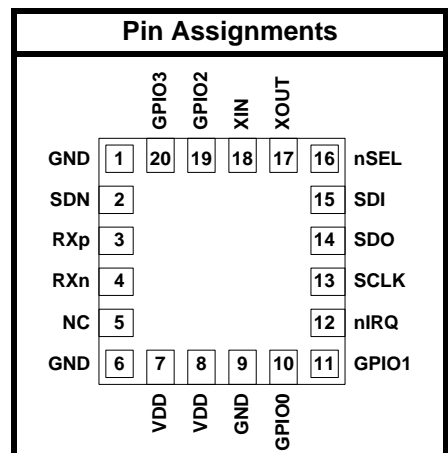 Pin Assignments
GPIO3 GPIO2 XIN XOUT
GND 1 20 19 18 17 16 nSEL
SDN 2 15 SDI
RXp 3 14 SDO
RXn 4 13 SCLK
NC 5 12 nIRQ
GND 6 7 8 9 10 11 GPIO1
VDD VDD GND GPIO0